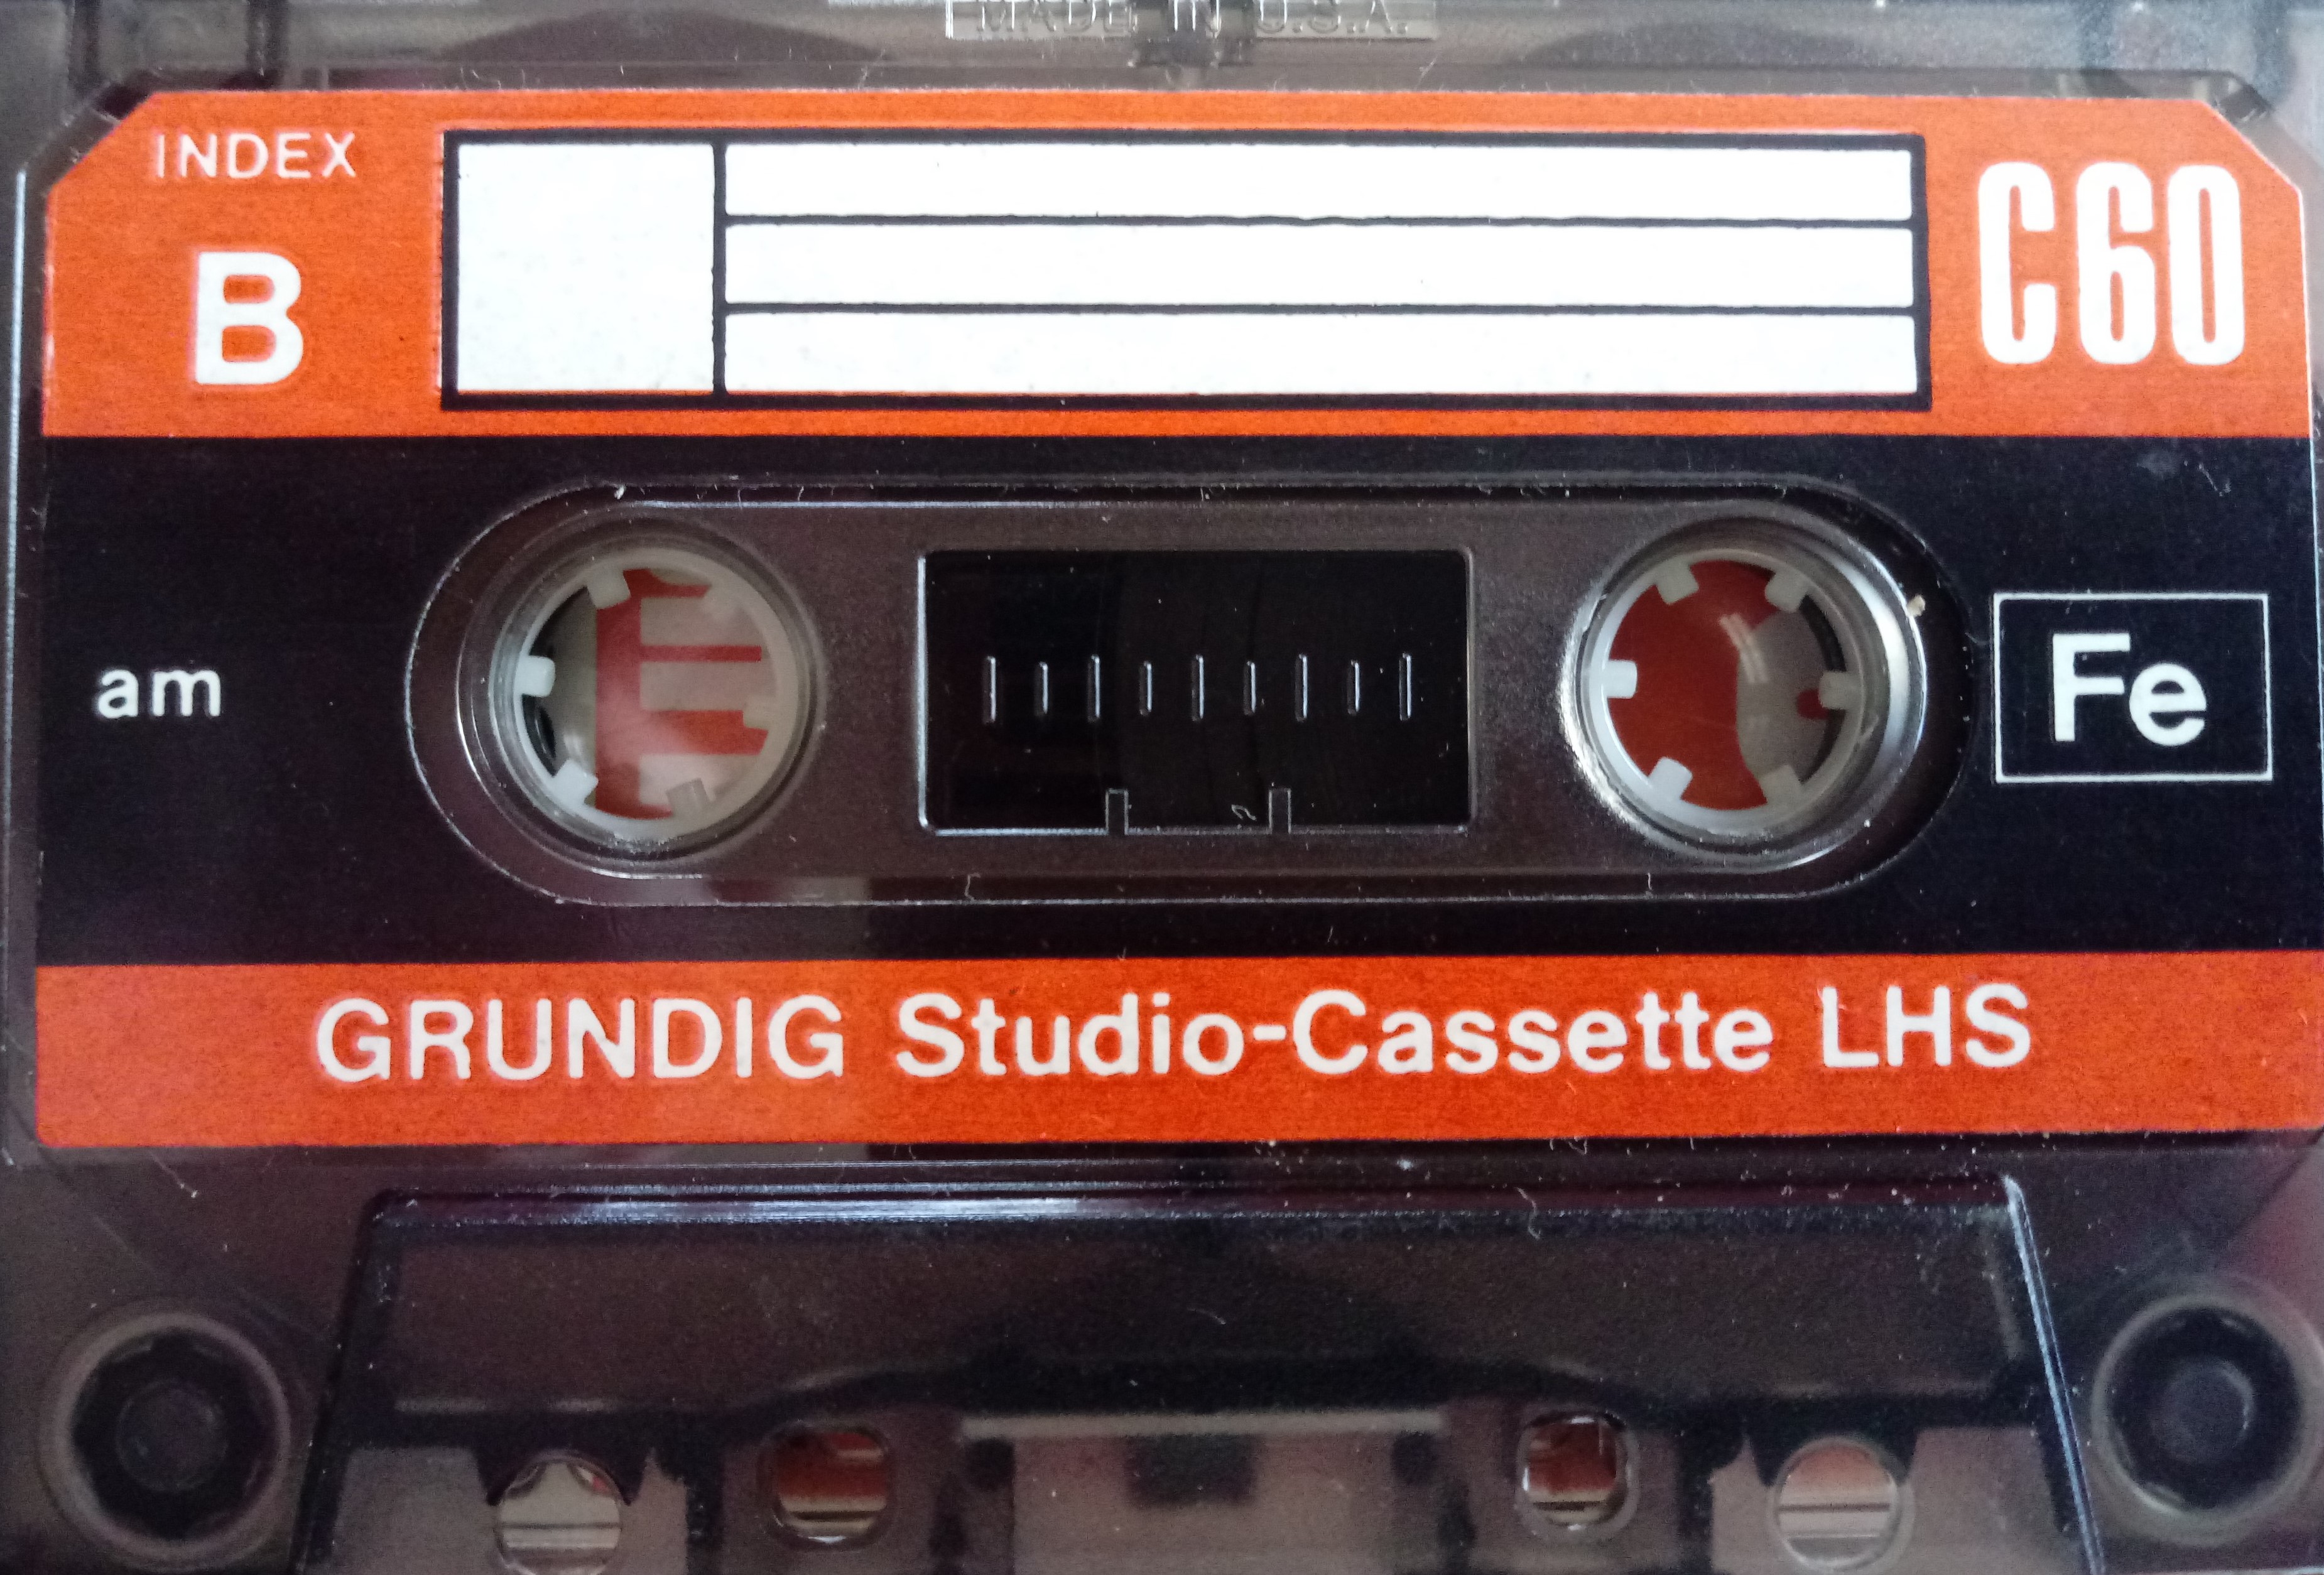 MADE IN U.S.A.
INDEX
B
C60
am
Fe
GRUNDIG Studio-Cassette LHS